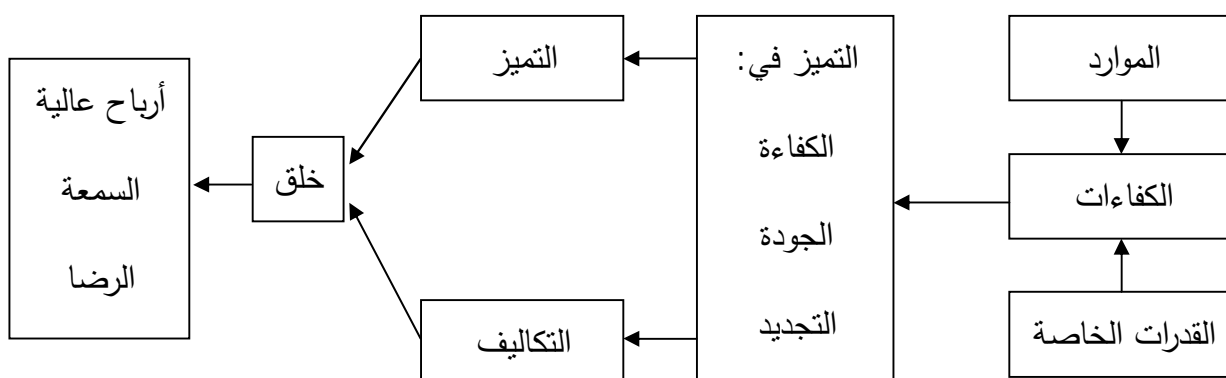 الموارد
الكفاءات
القدرات الخاصة
التميز في:
الكفاءة
الجودة
التجديد
التميز
التكاليف
خلق
أرباح عالية
السمعة
الرضا